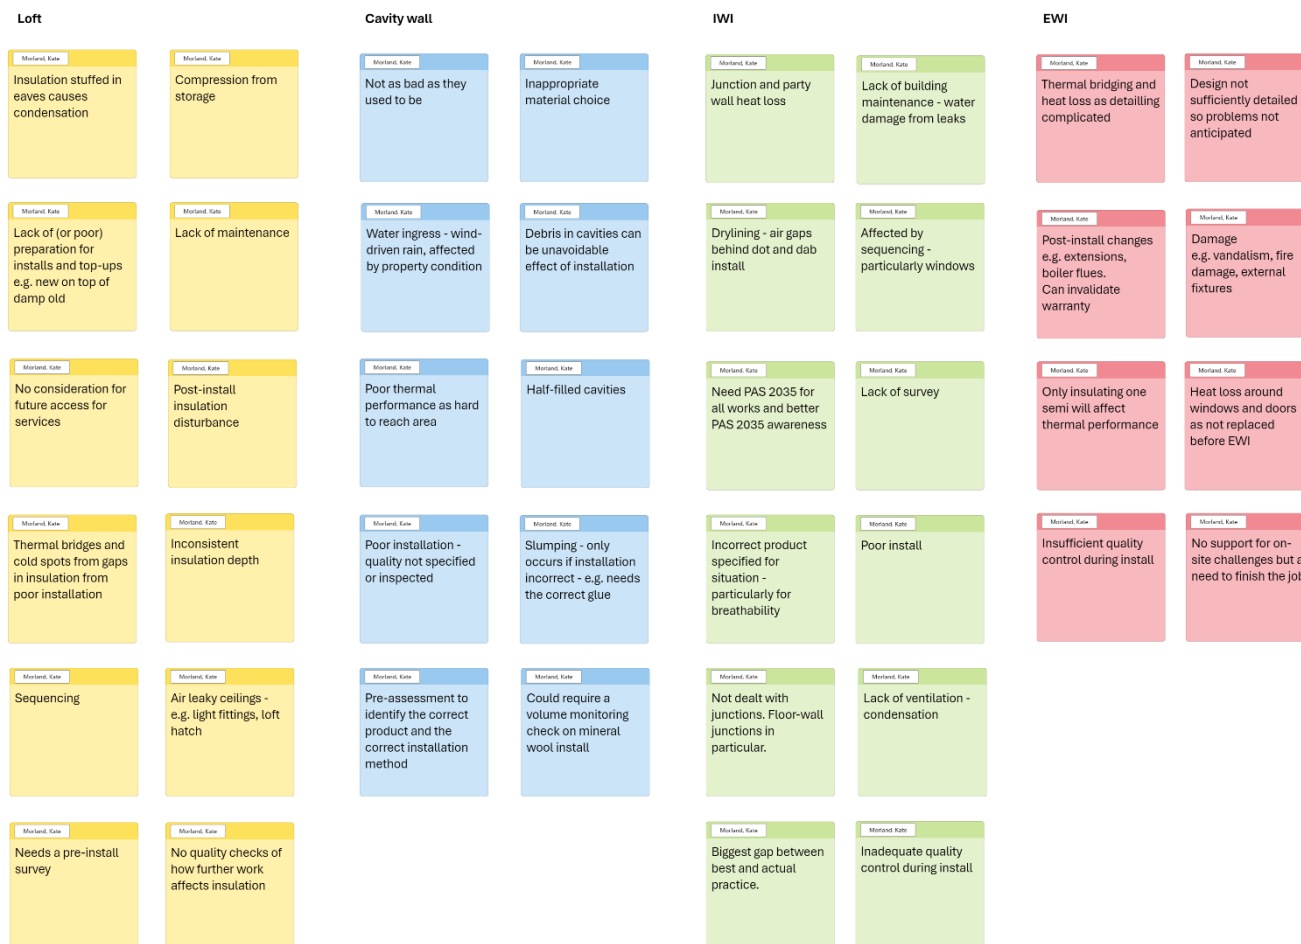 Loft
Morland, Kate
Insulation stuffed in
eaves causes
condensation
Morland, Kate
Compression from
storage
Morland, Kate
Lack of (or poor)
preparation for
installs and top-ups
e.g. new on top of
damp old
Morland, Kate
Lack of maintenance
Morland, Kate
No consideration for
future access for
services
Morland, Kate
Post-install
insulation
disturbance
Morland, Kate
Thermal bridges and
cold spots from gaps
in insulation from
poor installation
Morland, Kate
Inconsistent
insulation depth
Morland, Kate
Sequencing
Morland, Kate
Air leaky ceilings -
e.g. light fittings, loft
hatch
Morland, Kate
Needs a pre-install
survey
Morland, Kate
No quality checks of
how further work
affects insulation
Cavity wall
Morland, Kate
Not as bad as they
used to be
Morland, Kate
Inappropriate
material choice
Morland, Kate
Water ingress - wind-
driven rain, affected
by property condition
Morland, Kate
Debris in cavities can
be unavoidable
effect of installation
Morland, Kate
Poor thermal
performance as hard
to reach area
Morland, Kate
Half-filled cavities
Morland, Kate
Poor installation -
quality not specified
or inspected
Morland, Kate
Slumping - only
occurs if installation
incorrect - e.g. needs
the correct glue
Morland, Kate
Pre-assessment to
identify the correct
product and the
correct installation
method
Morland, Kate
Could require a
volume monitoring
check on mineral
wool install
IWI
Morland, Kate
Junction and party
wall heat loss
Morland, Kate
Lack of building
maintenance - water
damage from leaks
Morland, Kate
Drylining - air gaps
behind dot and dab
install
Morland, Kate
Affected by
sequencing -
particularly windows
Morland, Kate
Need PAS 2035 for
all works and better
PAS 2035 awareness
Morland, Kate
Lack of survey
Morland, Kate
Incorrect product
specified for
situation -
particularly for
breathability
Morland, Kate
Poor install
Morland, Kate
Not dealt with
junctions. Floor-wall
junctions in
particular.
Morland, Kate
Lack of ventilation -
condensation
Morland, Kate
Biggest gap between
best and actual
practice.
Morland, Kate
Inadequate quality
control during install
EWI
Morland, Kate
Thermal bridging and
heat loss as detailling
complicated
Morland, Kate
Design not
sufficiently detailed
so problems not
anticipated
Morland, Kate
Post-install changes
e.g. extensions,
boiler flues.
Can invalidate
warranty
Morland, Kate
Damage
e.g. vandalism, fire
damage, external
fixtures
Morland, Kate
Only insulating one
semi will affect
thermal performance
Morland, Kate
Heat loss around
windows and doors
as not replaced
before EWI
Morland, Kate
Insufficient quality
control during install
Morland, Kate
No support for on-
site challenges but a
need to finish the job